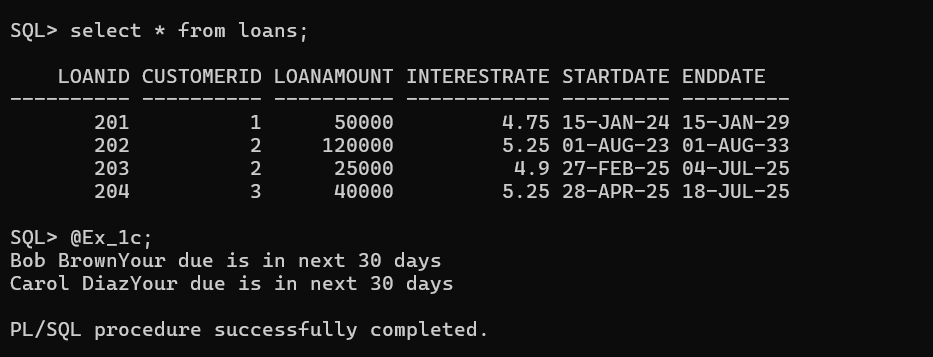 SQL> select * from loans;
LOANID CUSTOMERID LOANAMOUNT INTERESTRATE STARTDATE ENDDATE
---------- ---------- ---------- ------------ --------- ---------
201 1 50000 4.75 15-JAN-24 15-JAN-29
202 2 120000 5.25 01-AUG-23 01-AUG-33
203 2 25000 4.9 27-FEB-25 04-JUL-25
204 3 40000 5.25 28-APR-25 18-JUL-25
SQL> @Ex_1c;
Bob BrownYour due is in next 30 days
Carol DiazYour due is in next 30 days
PL/SQL procedure successfully completed.